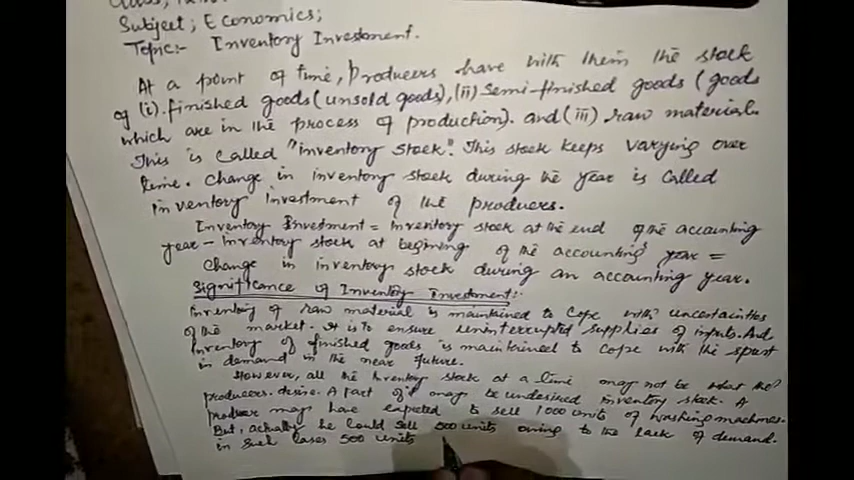 Subject; Economics;
Topic:- Inventory Investment.
At a point of time, Producers have with them the stock
of (i). finished goods (unsold goods), (ii) Semi-finished goods (goods
which are in the process of production). and (iii) raw material.
This is called "inventory stock". This stock keeps varying over
time. Change in inventory stock during the year is called
inventory investment of the producers.
Inventory Investment = inventory stock at the end of the accounting
year - inventory stock at begining of the accounting year =
Change in inventory stock during an accounting year.
Significance of Inventory Investment:-
Inventory of raw material is maintained to Cope with uncertainties
of the market. It is to ensure uninterrupted supplies of inputs. And
Inventory of finished goods is maintained to cope with the spurt
in demand in the near future.
However, all the inventory stock at a time may not be what the
producers desire. A part of it may be undesired inventory stock. A
producer may have expected to sell 1000 units of washing machines.
But, actually he could sell 500 units owing to the lack of demand.
in such cases 500 units